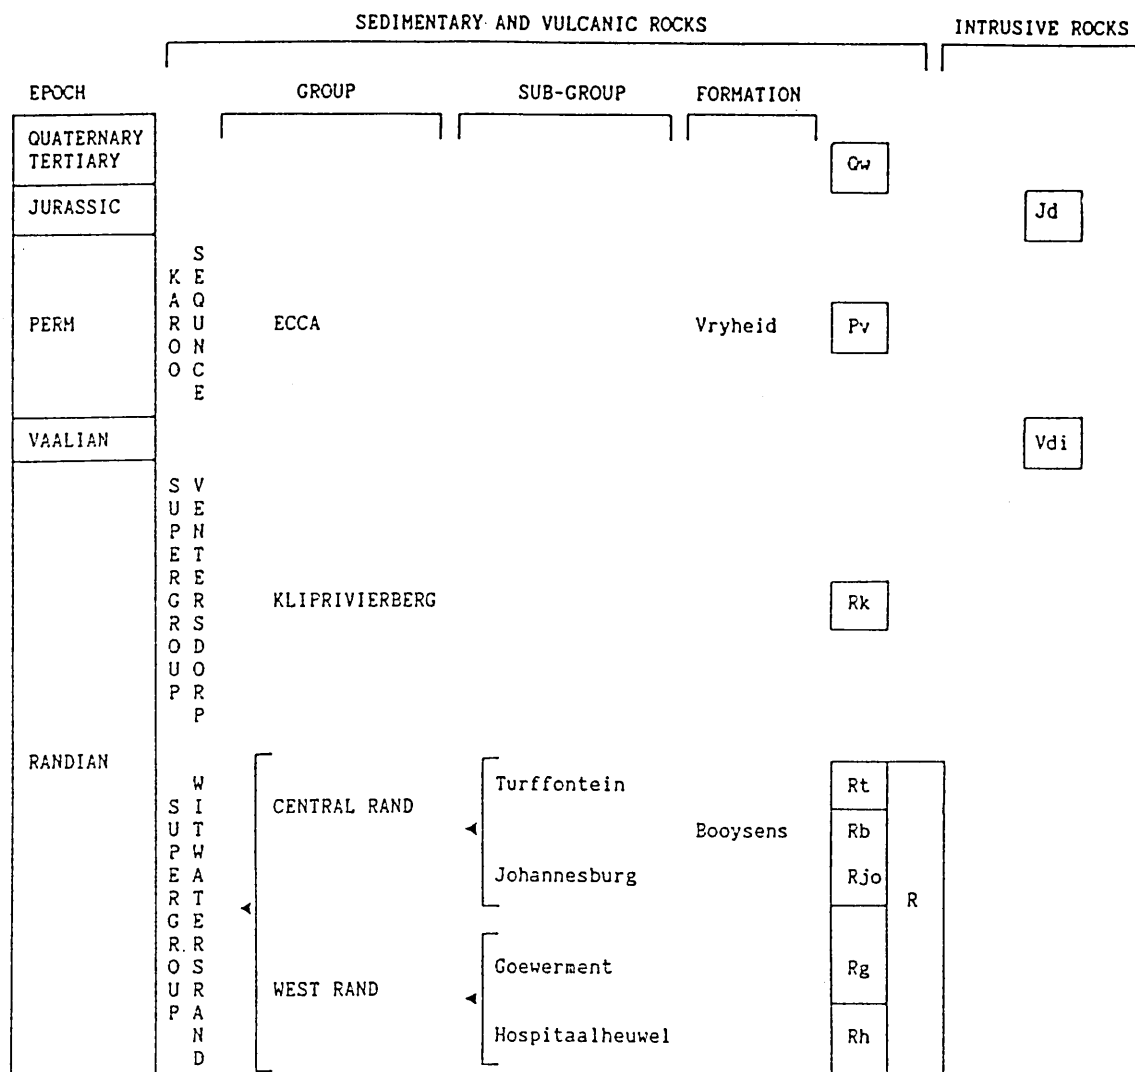 SEDIMENTARY AND VULCANIC ROCKS
INTRUSIVE ROCKS
EPOCH
GROUP
SUB-GROUP
FORMATION
QUATERNARY
TERTIARY
Qw
JURASSIC
Jd
PERM
KAROO
SEQUNCE
ECCA
Vryheid
Pv
VAALIAN
Vdi
RANDIAN
SUPERGROUP
VENTERSDORP
KLIPRIVIERBERG
Rk
SUPERGROUP
WITWATERSRAND
CENTRAL RAND
Turffontein
Rt
Booysens
Rb
Johannesburg
Rjo
R
WEST RAND
Goewerment
Rg
Hospitaalheuwel
Rh